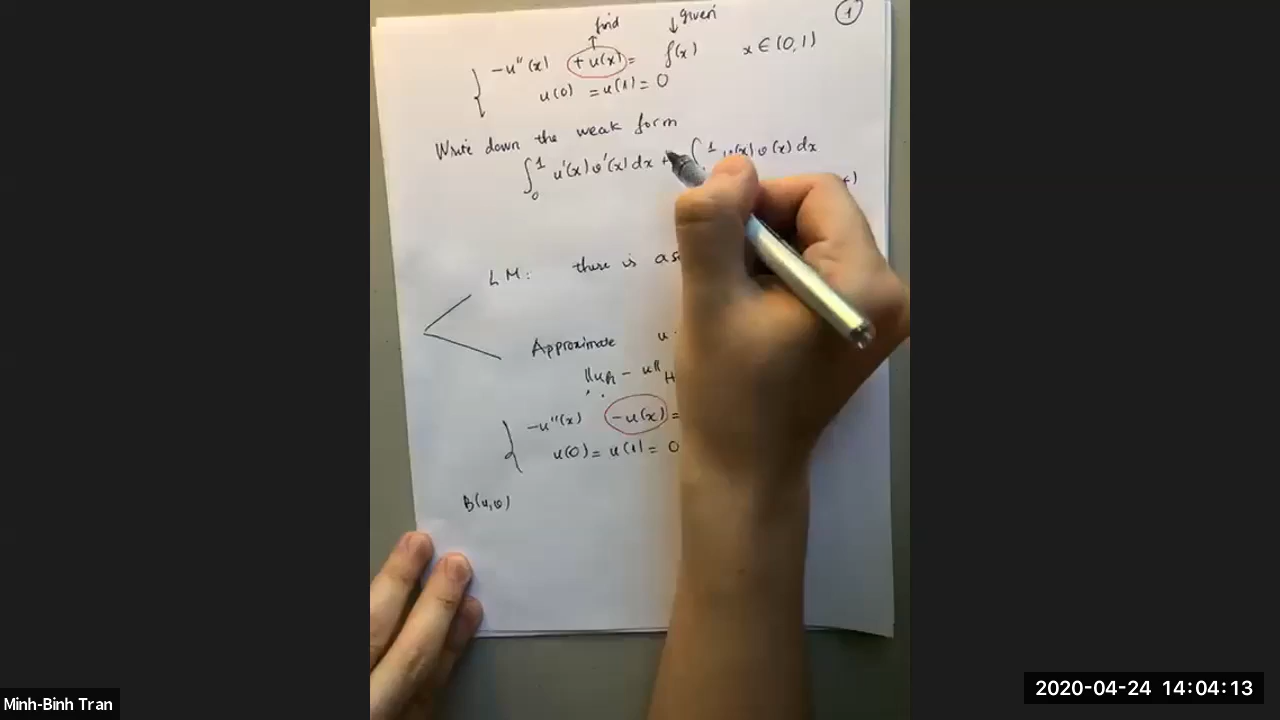 ①
find ↓given
{ -u''(x) +u(x) = f(x) x ∈ (0,1)
u(0) = u(1) = 0
Write down the weak form
∫₀¹ u'(x) v'(x) dx + ∫ ¹ u(x) v(x) dx
LM: there is a
Approximate u
‖u_h - u‖_H
{ -u''(x) -u(x) =
u(0) = u(1) = 0
B(u,v)
Minh-Binh Tran
2020-04-24 14:04:13